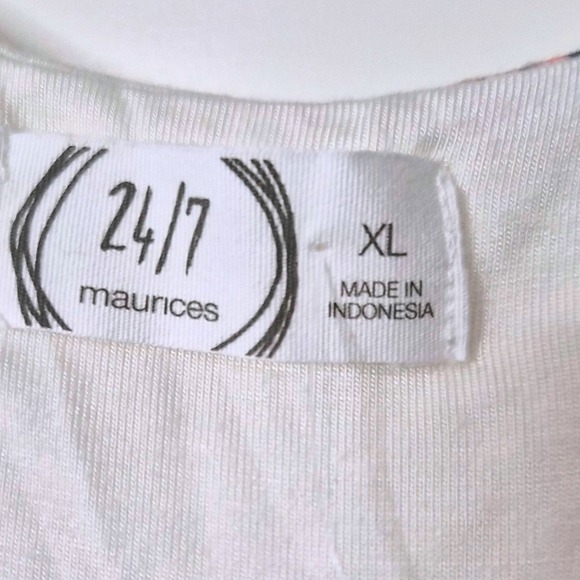 24/7
maurices
XL
MADE IN
INDONESIA